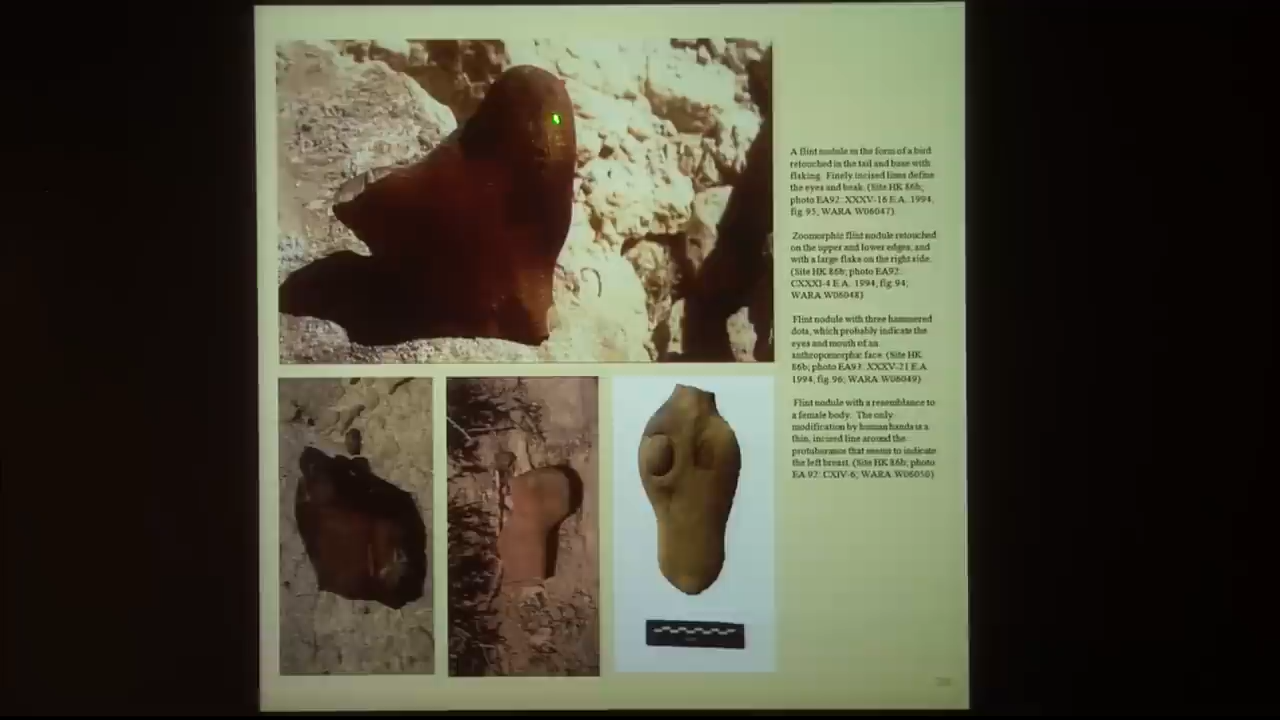 A flint nodule in the form of a bird
retouched in the tail and base with
flaking. Finely incised lines define
the eyes and beak. (Site HK 86b;
photo EA92: XXXV-16 E.A. 1994,
fig.95; WARA W06047)
Zoomorphic flint nodule retouched
on the upper and lower edges, and
with a large flake on the right side.
(Site HK 86b; photo EA92:
CXXXI-4 E.A. 1994; fig.94;
WARA W06048)
Flint nodule with three hammered
dots, which probably indicate the
eyes and mouth of an
anthropomorphic face. (Site HK
86b; photo EA93: XXXV-21 E.A.
1994, fig.96; WARA W06049)
Flint nodule with a resemblance to
a female body. The only
modification by human hands is a
thin, incised line around the
protuberance that seems to indicate
the left breast. (Site HK 86b; photo
EA 92: CXIV-6; WARA W06050)